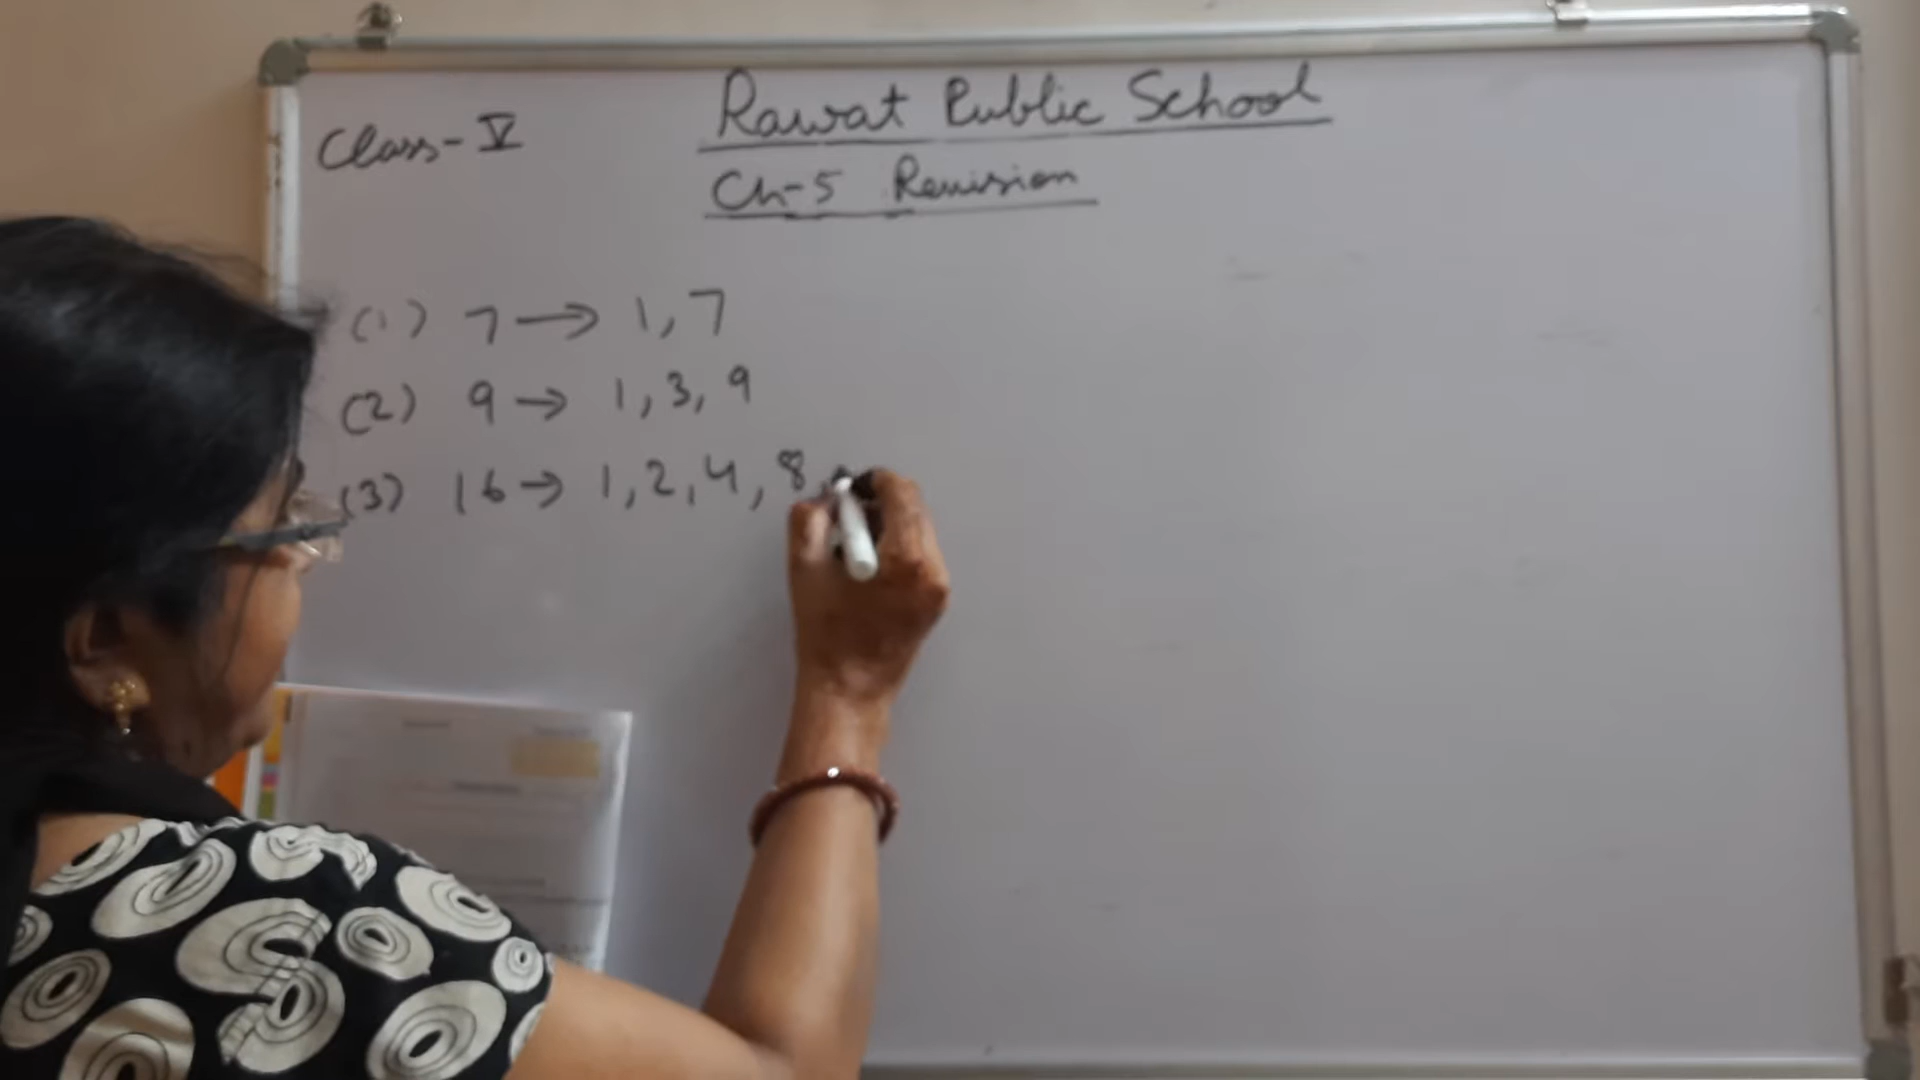 Rawat Public School
Class-V
Ch-5 Revision
(1) 7 → 1, 7
(2) 9 → 1, 3, 9
(3) 16 → 1, 2, 4, 8,